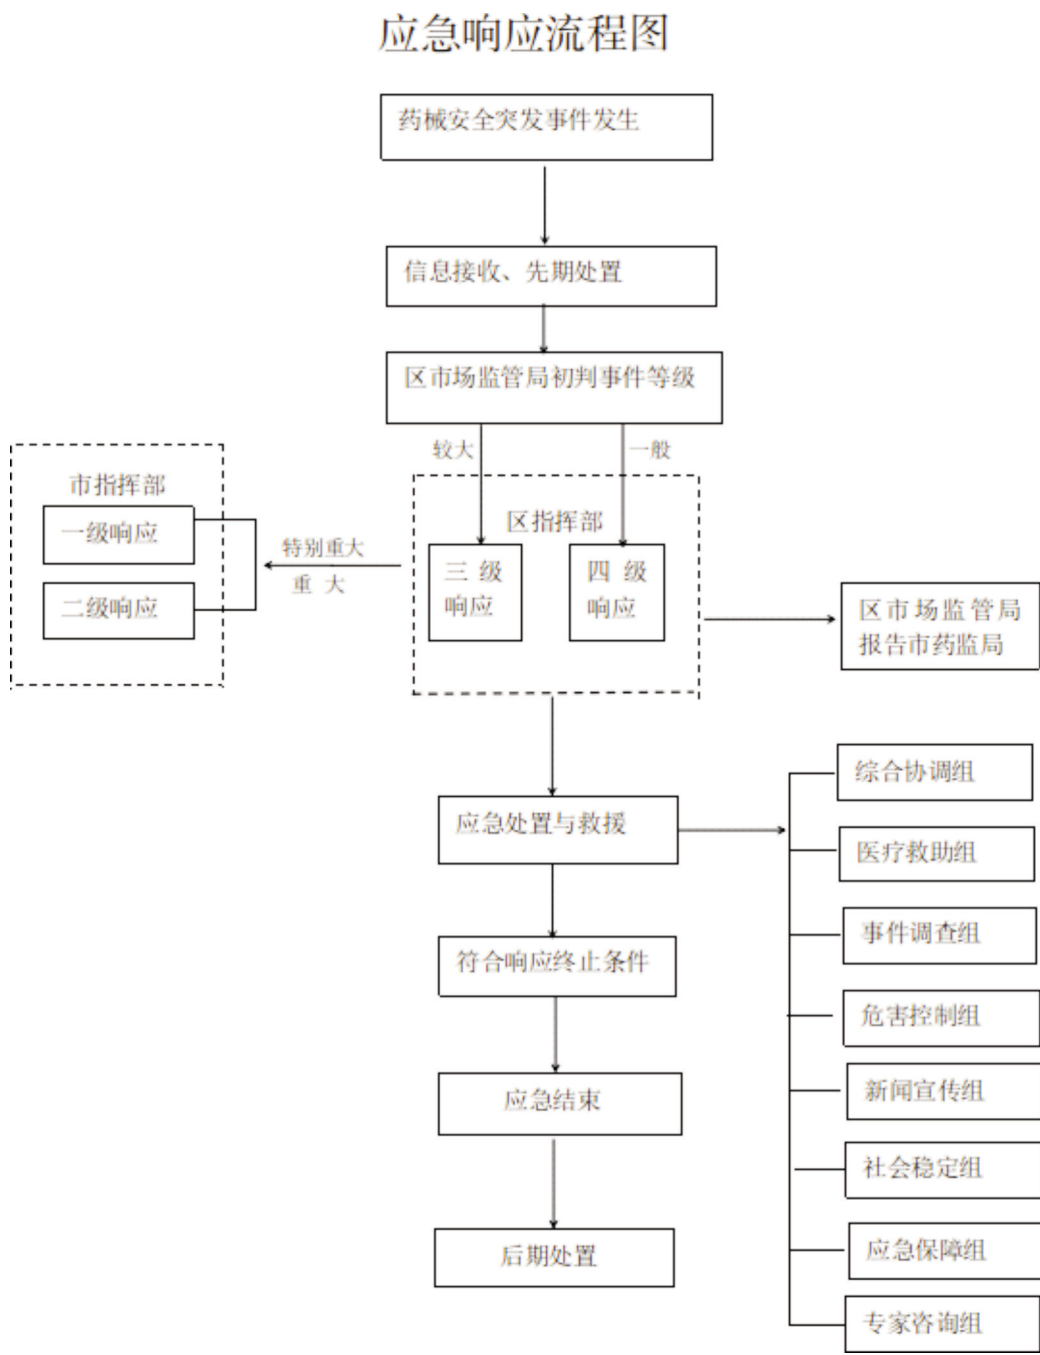 应急响应流程图
药械安全突发事件发生
信息接收、先期处置
区市场监管局初判事件等级
较大
一般
市指挥部
一级响应
二级响应
特别重大
重 大
区指挥部
三 级
响应
四 级
响应
区市场监管局
报告市药监局
应急处置与救援
符合响应终止条件
应急结束
后期处置
综合协调组
医疗救助组
事件调查组
危害控制组
新闻宣传组
社会稳定组
应急保障组
专家咨询组